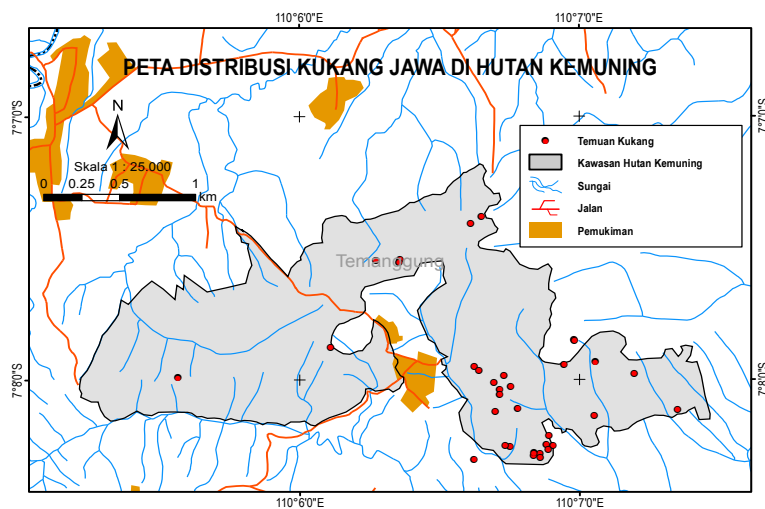 110°6'0"E 110°7'0"E
PETA DISTRIBUSI KUKANG JAWA DI HUTAN KEMUNING
7°7'0"S 7°7'0"S
N
Skala 1 : 25.000
0 0.25 0.5 1
km
Temuan Kukang
Kawasan Hutan Kemuning
Sungai
Jalan
Pemukiman
Temanggung
7°8'0"S 7°8'0"S
110°6'0"E 110°7'0"E